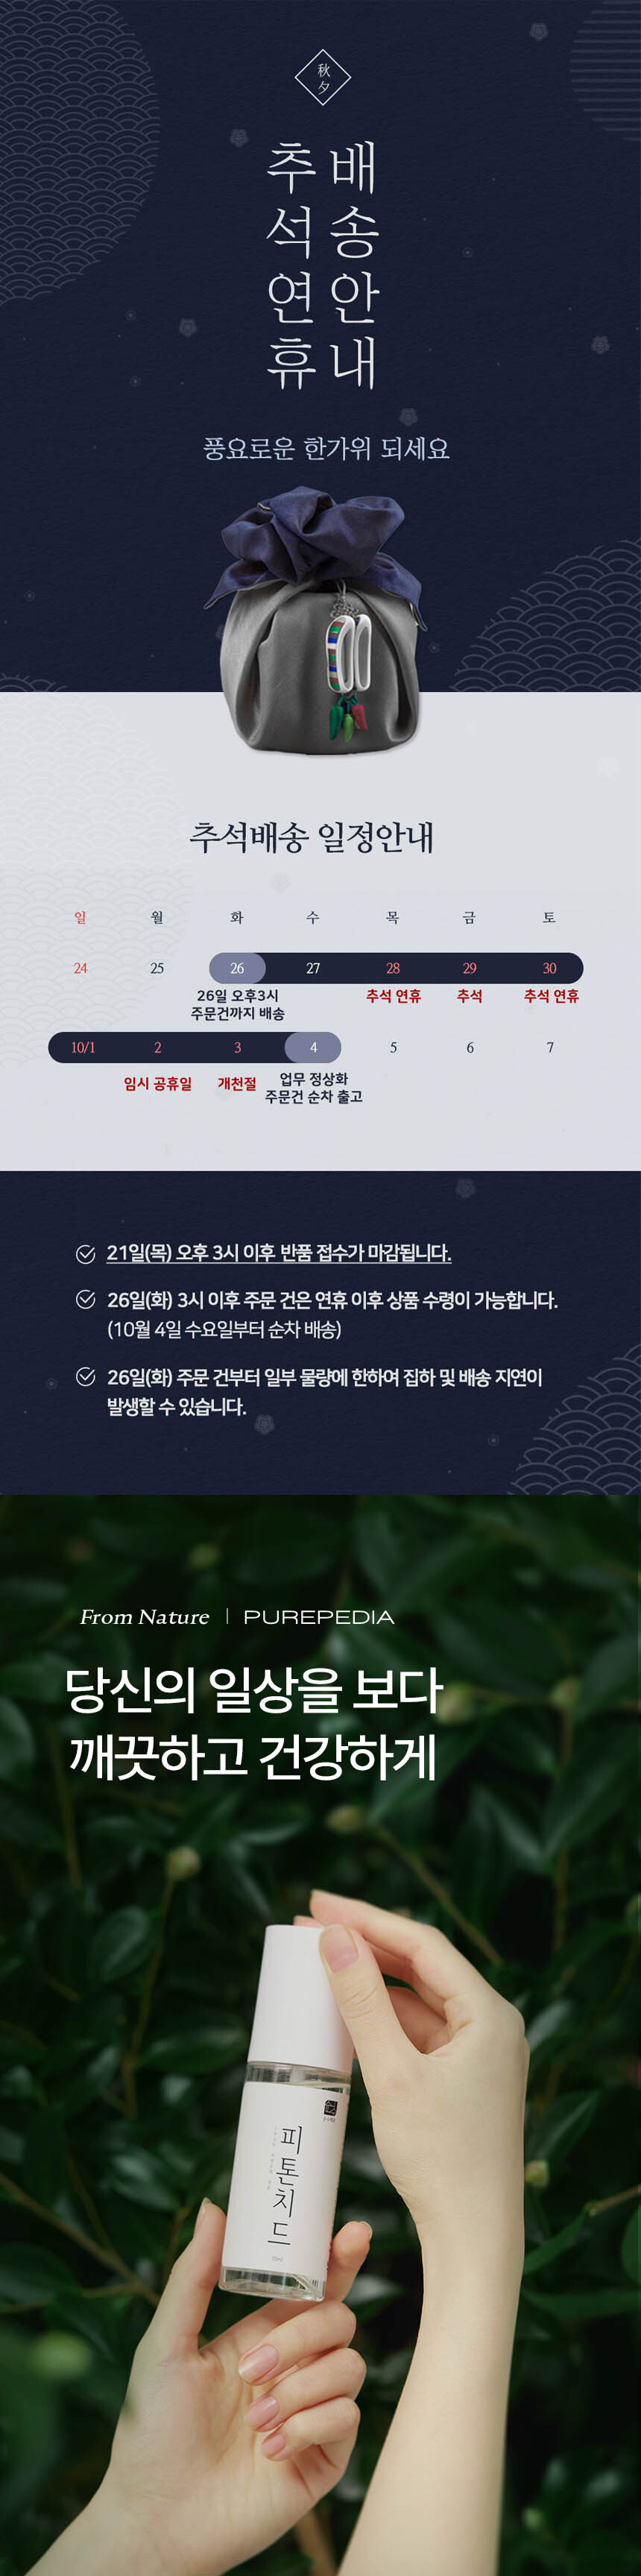 秋
夕
추석연휴
배송안내
풍요로운 한가위 되세요
추석배송 일정안내
일 월 화 수 목 금 토
24 25 26 27 28 29 30
26일 오후3시
주문건까지 배송
추석 연휴 추석 추석 연휴
10/1 2 3 4 5 6 7
임시 공휴일 개천절 업무 정상화
주문건 순차 출고
21일(목) 오후 3시 이후 반품 접수가 마감됩니다.
26일(화) 3시 이후 주문 건은 연휴 이후 상품 수령이 가능합니다.
(10월 4일 수요일부터 순차 배송)
26일(화) 주문 건부터 일부 물량에 한하여 집하 및 배송 지연이
발생할 수 있습니다.
From Nature | PUREPEDIA
당신의 일상을 보다
깨끗하고 건강하게
피톤치드